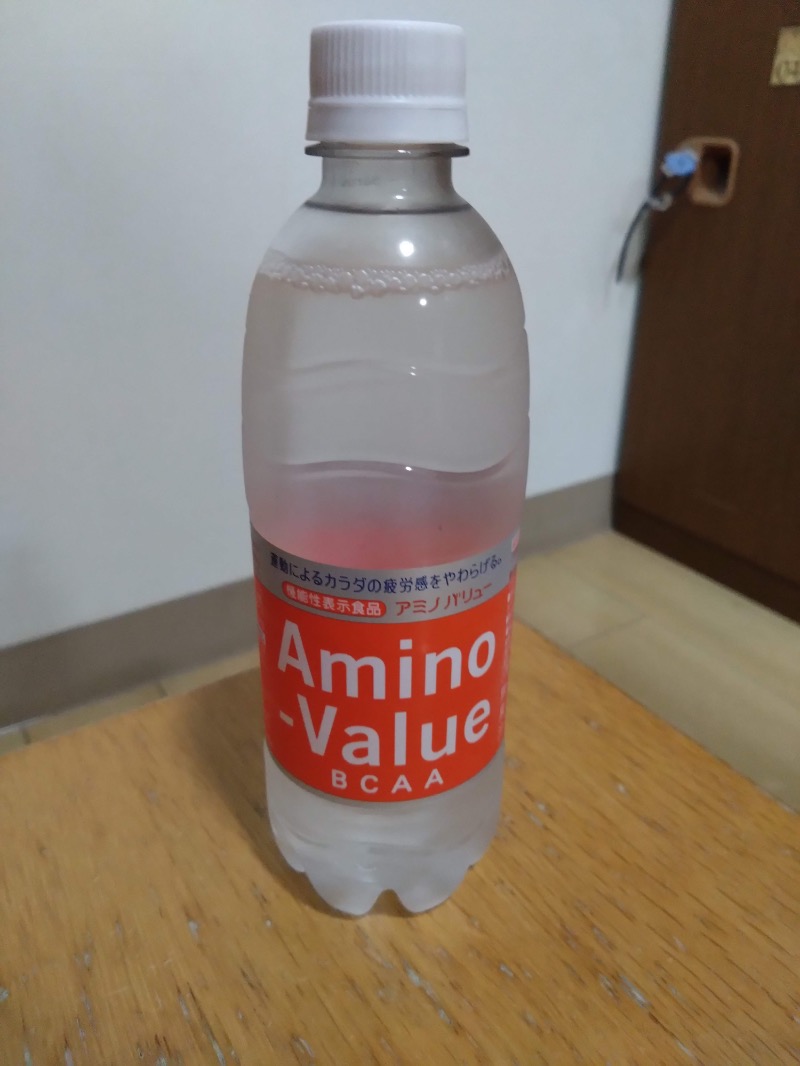 運動によるカラダの疲労感をやわらげる。
機能性表示食品 アミノバリュー
Amino
-Value
BCAA
04